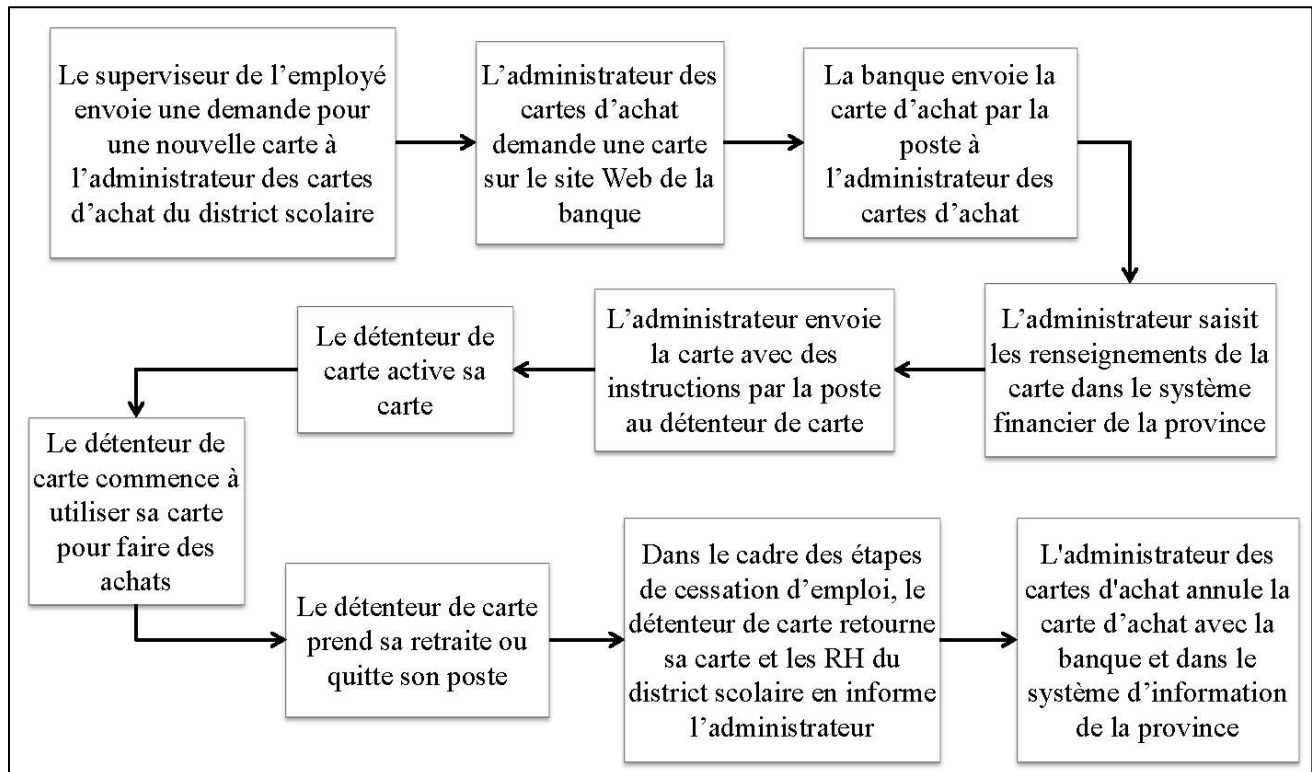 Le superviseur de l’employé
envoie une demande pour
une nouvelle carte à
l’administrateur des cartes
d’achat du district scolaire
L’administrateur des
cartes d’achat
demande une carte
sur le site Web de la
banque
La banque envoie la
carte d’achat par la
poste à
l’administrateur des
cartes d’achat
L’administrateur saisit
les renseignements de la
carte dans le système
financier de la province
L’administrateur envoie
la carte avec des
instructions par la poste
au détenteur de carte
Le détenteur de
carte active sa
carte
Le détenteur de
carte commence à
utiliser sa carte
pour faire des
achats
Le détenteur de carte
prend sa retraite ou
quitte son poste
Dans le cadre des étapes
de cessation d’emploi, le
détenteur de carte retourne
sa carte et les RH du
district scolaire en informe
l’administrateur
L'administrateur des
cartes d'achat annule la
carte d’achat avec la
banque et dans le
système d’information
de la province